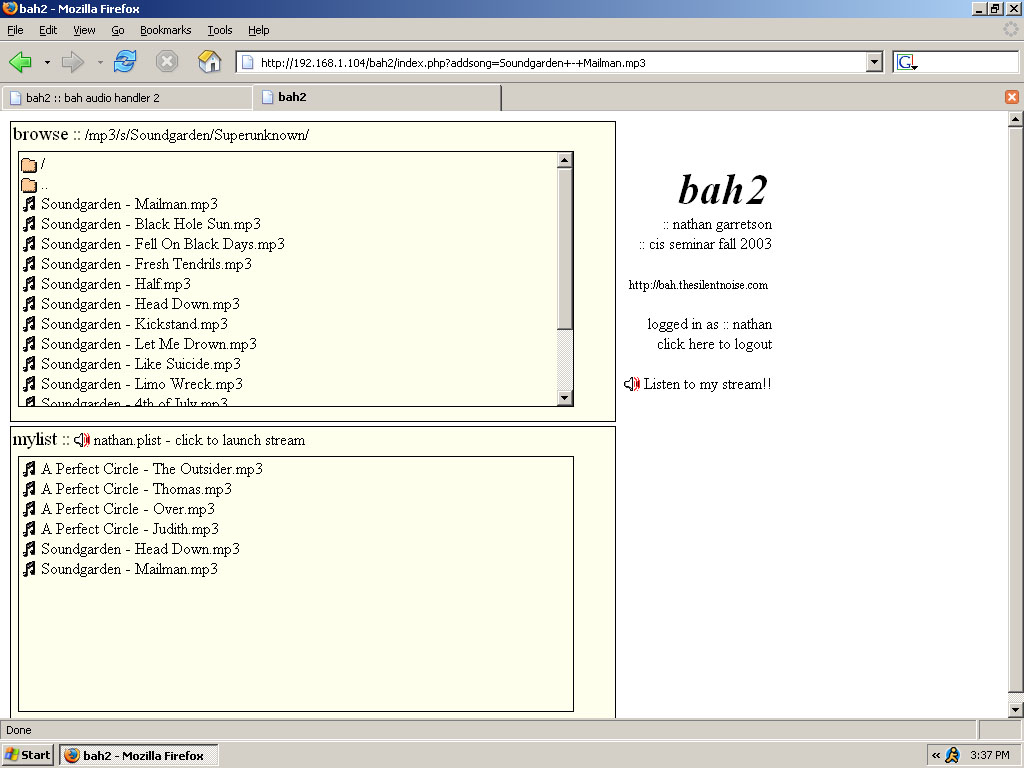 bah2 - Mozilla Firefox
File Edit View Go Bookmarks Tools Help
http://192.168.1.104/bah2/index.php?addsong=Soundgarden+-+Mailman.mp3
G
bah2 :: bah audio handler 2
bah2
browse :: /mp3/s/Soundgarden/Superunknown/
/
..
Soundgarden - Mailman.mp3
Soundgarden - Black Hole Sun.mp3
Soundgarden - Fell On Black Days.mp3
Soundgarden - Fresh Tendrils.mp3
Soundgarden - Half.mp3
Soundgarden - Head Down.mp3
Soundgarden - Kickstand.mp3
Soundgarden - Let Me Drown.mp3
Soundgarden - Like Suicide.mp3
Soundgarden - Limo Wreck.mp3
Soundgarden - 4th of July.mp3
bah2
:: nathan garretson
:: cis seminar fall 2003
http://bah.thesilentnoise.com
logged in as :: nathan
click here to logout
Listen to my stream!!
mylist :: nathan.plist - click to launch stream
A Perfect Circle - The Outsider.mp3
A Perfect Circle - Thomas.mp3
A Perfect Circle - Over.mp3
A Perfect Circle - Judith.mp3
Soundgarden - Head Down.mp3
Soundgarden - Mailman.mp3
Done
Start bah2 - Mozilla Firefox « 3:37 PM